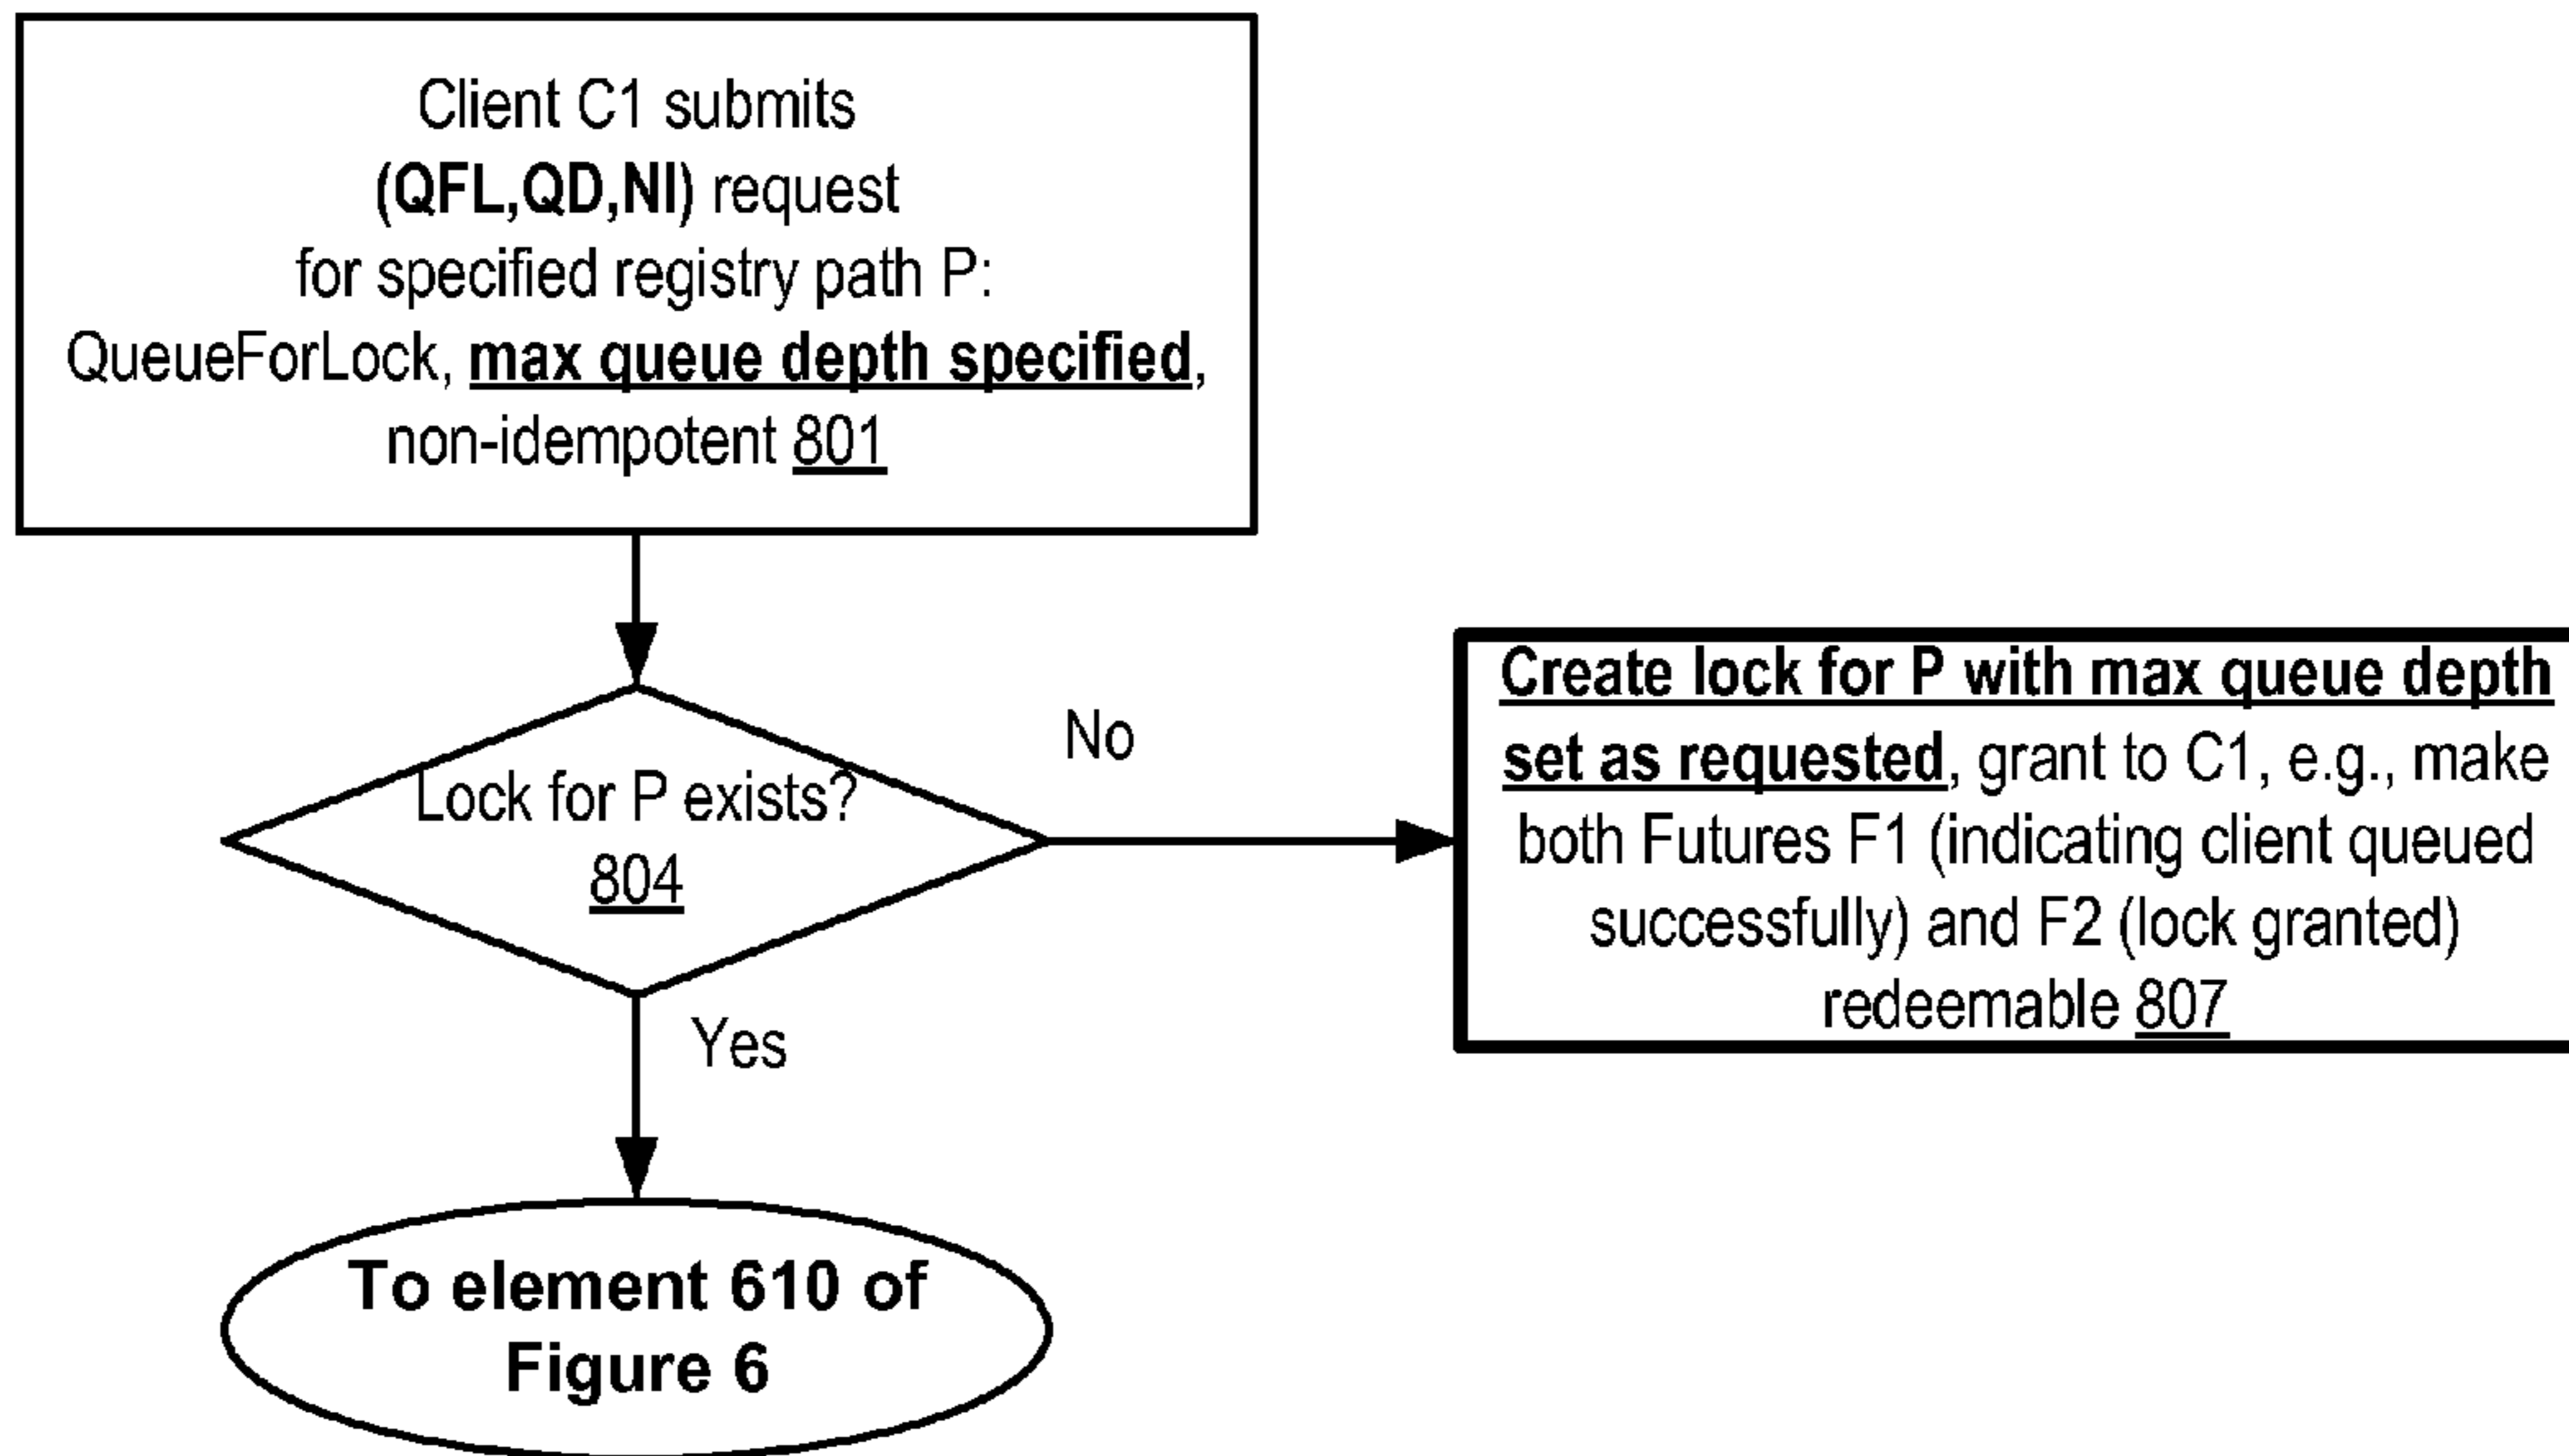 Client C1 submits
(QFL,QD,NI) request
for specified registry path P:
QueueForLock, max queue depth specified,
non-idempotent 801
Lock for P exists?
804
No
Create lock for P with max queue depth
set as requested, grant to C1, e.g., make
both Futures F1 (indicating client queued
successfully) and F2 (lock granted)
redeemable 807
Yes
To element 610 of
Figure 6